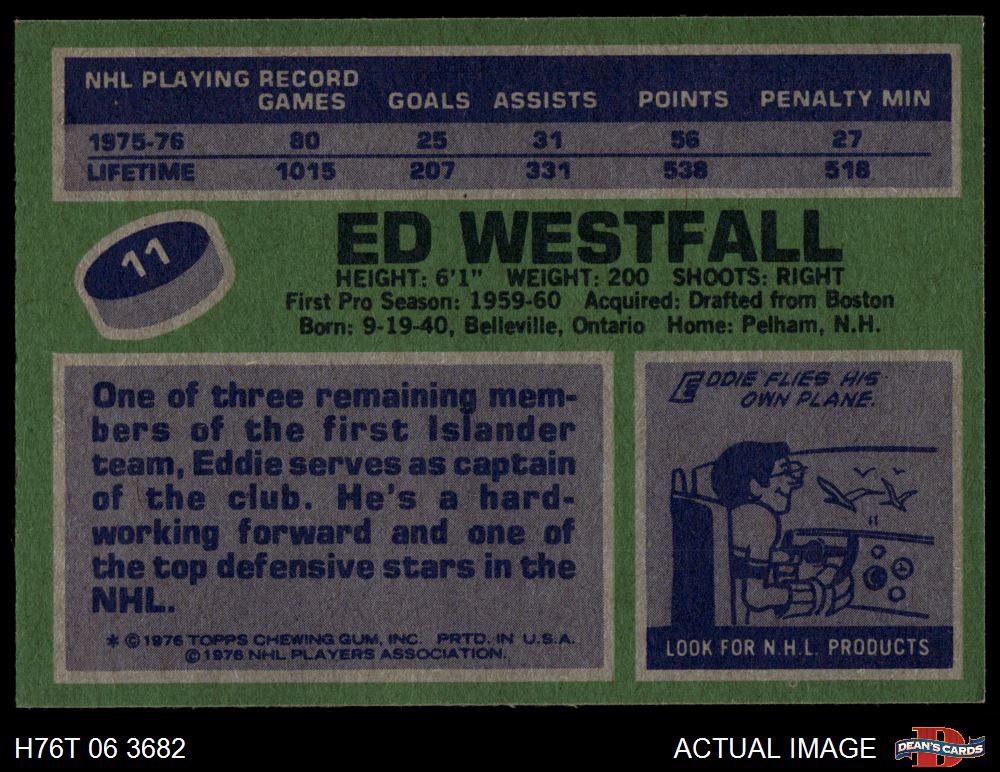 NHL PLAYING RECORD
GAMES GOALS ASSISTS POINTS PENALTY MIN
1975-76 80 25 31 56 27
LIFETIME 1015 207 331 538 518
11
ED WESTFALL
HEIGHT: 6'1" WEIGHT: 200 SHOOTS: RIGHT
First Pro Season: 1959-60 Acquired: Drafted from Boston
Born: 9-19-40, Belleville, Ontario Home: Pelham, N.H.
One of three remaining mem-
bers of the first Islander
team, Eddie serves as captain
of the club. He's a hard-
working forward and one of
the top defensive stars in the
NHL.
* © 1976 TOPPS CHEWING GUM, INC. PRTD. IN U.S.A.
© 1976 NHL PLAYERS ASSOCIATION.
EDDIE FLIES HIS
OWN PLANE.
LOOK FOR N.H.L. PRODUCTS
H76T 06 3682
ACTUAL IMAGE
DEAN'S CARDS